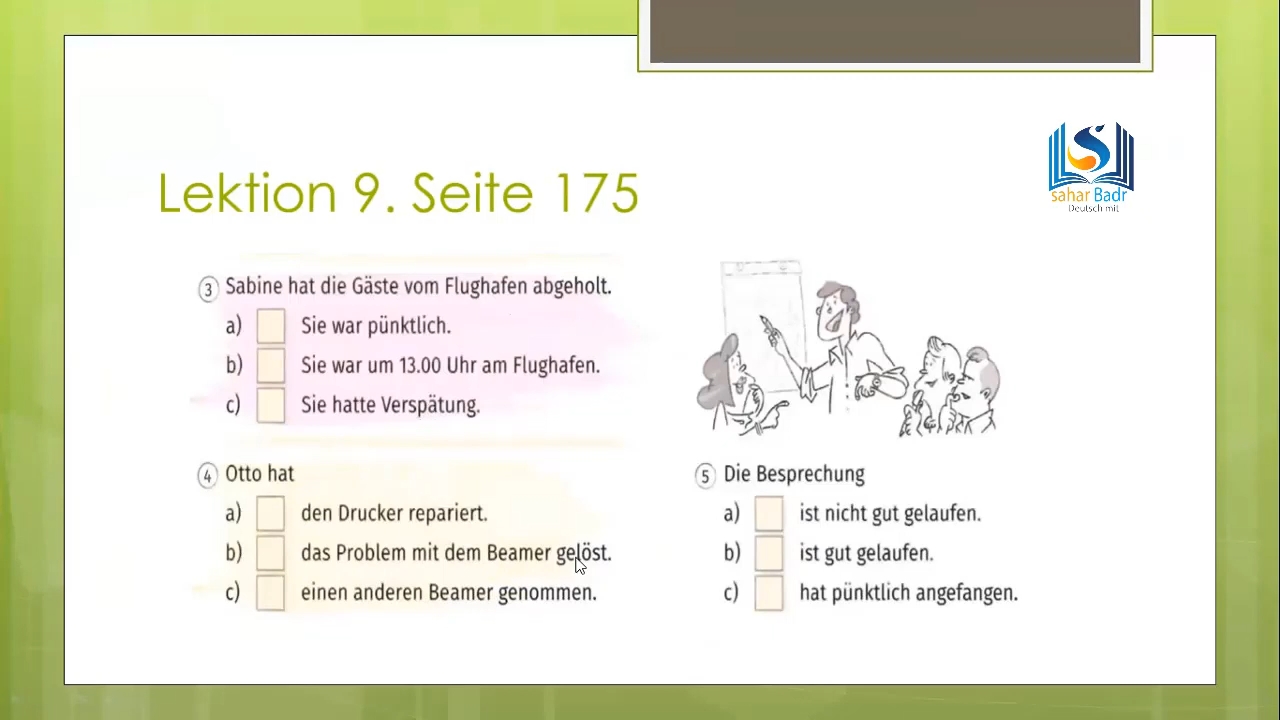 sahar Badr
Deutsch mit
Lektion 9. Seite 175
3 Sabine hat die Gäste vom Flughafen abgeholt.
a) Sie war pünktlich.
b) Sie war um 13.00 Uhr am Flughafen.
c) Sie hatte Verspätung.
4 Otto hat
a) den Drucker repariert.
b) das Problem mit dem Beamer gelöst.
c) einen anderen Beamer genommen.
5 Die Besprechung
a) ist nicht gut gelaufen.
b) ist gut gelaufen.
c) hat pünktlich angefangen.